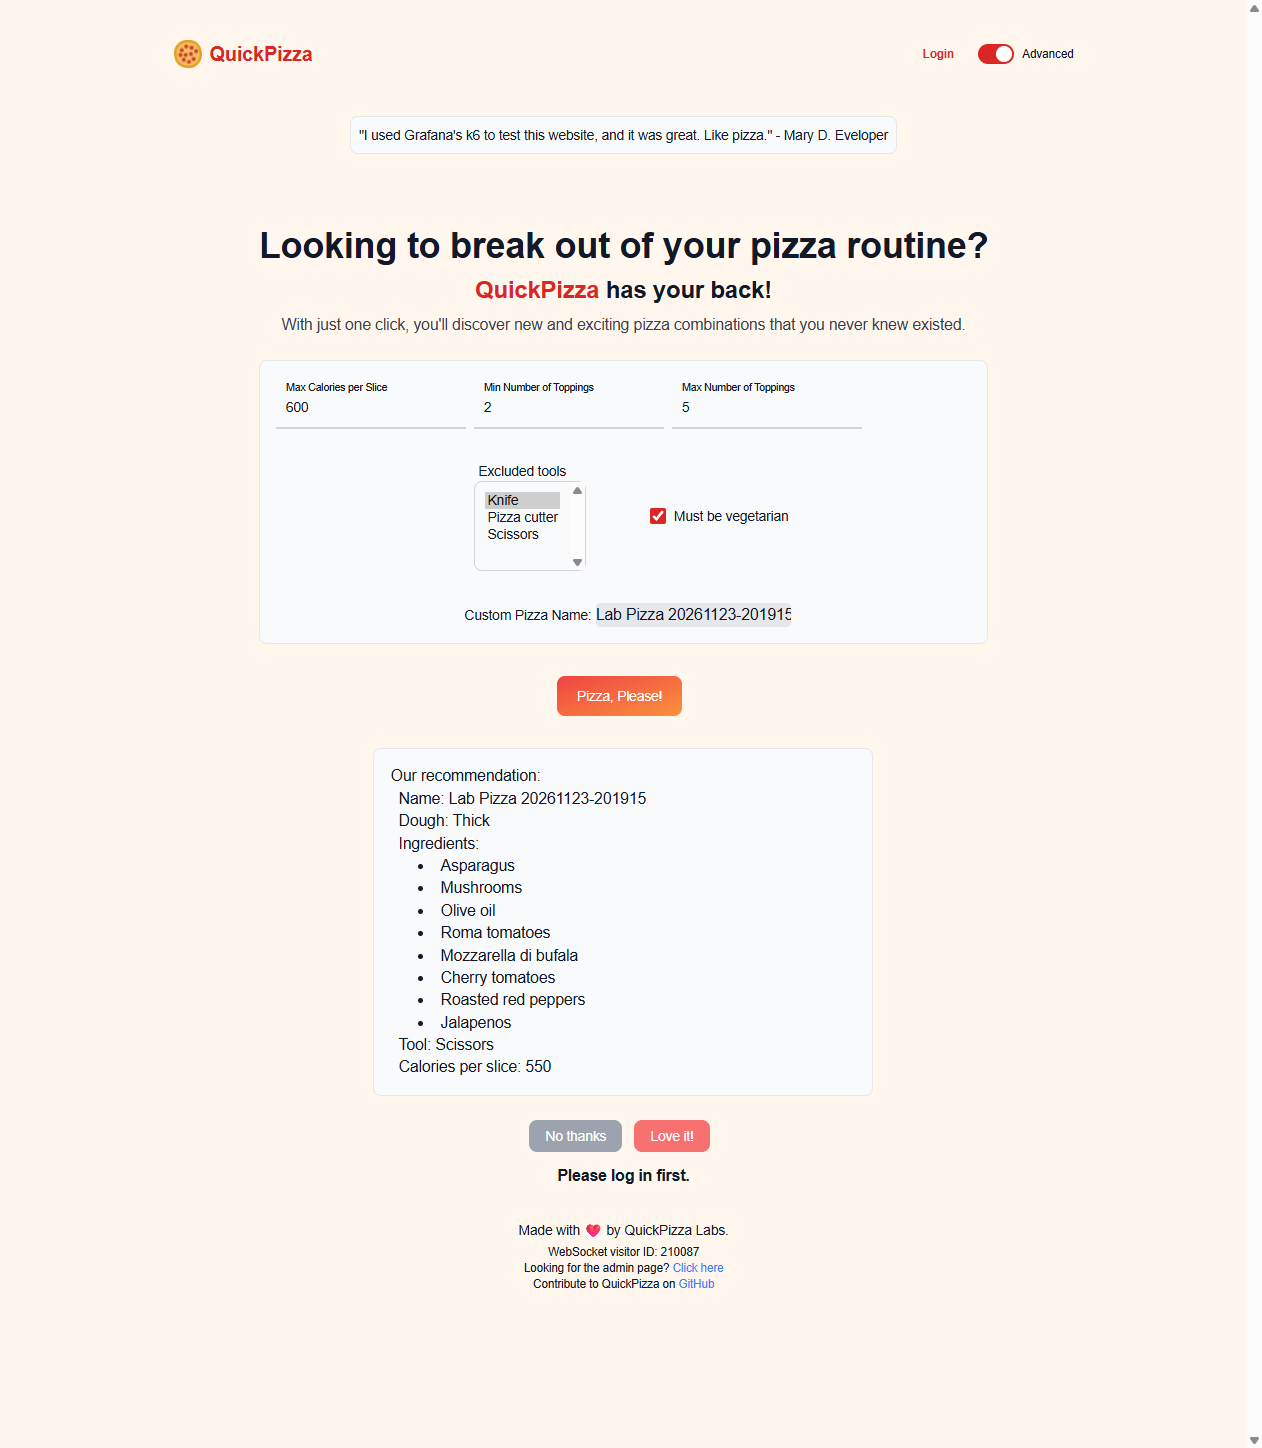 QuickPizza
Login
Advanced
"I used Grafana's k6 to test this website, and it was great. Like pizza." - Mary D. Eveloper
Looking to break out of your pizza routine?
QuickPizza has your back!
With just one click, you'll discover new and exciting pizza combinations that you never knew existed.
Max Calories per Slice
600
Min Number of Toppings
2
Max Number of Toppings
5
Excluded tools
Knife
Pizza cutter
Scissors
Must be vegetarian
Custom Pizza Name: Lab Pizza 20261123-201915
Pizza, Please!
Our recommendation:
Name: Lab Pizza 20261123-201915
Dough: Thick
Ingredients:
Asparagus
Mushrooms
Olive oil
Roma tomatoes
Mozzarella di bufala
Cherry tomatoes
Roasted red peppers
Jalapenos
Tool: Scissors
Calories per slice: 550
No thanks
Love it!
Please log in first.
Made with 💗 by QuickPizza Labs.
WebSocket visitor ID: 210087
Looking for the admin page? Click here
Contribute to QuickPizza on GitHub